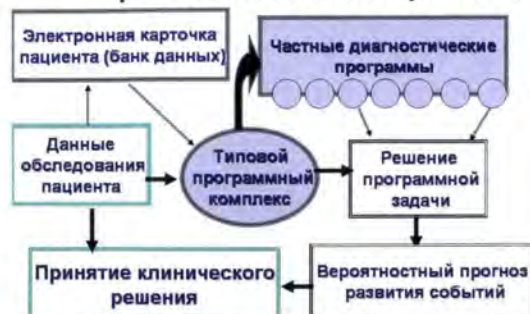 Электронная карточка
пациента (банк данных)
Частные диагностические
программы
Данные
обследования
пациента
Типовой
программный
комплекс
Решение
программной
задачи
Принятие клинического
решения
Вероятностный прогноз
развития событий